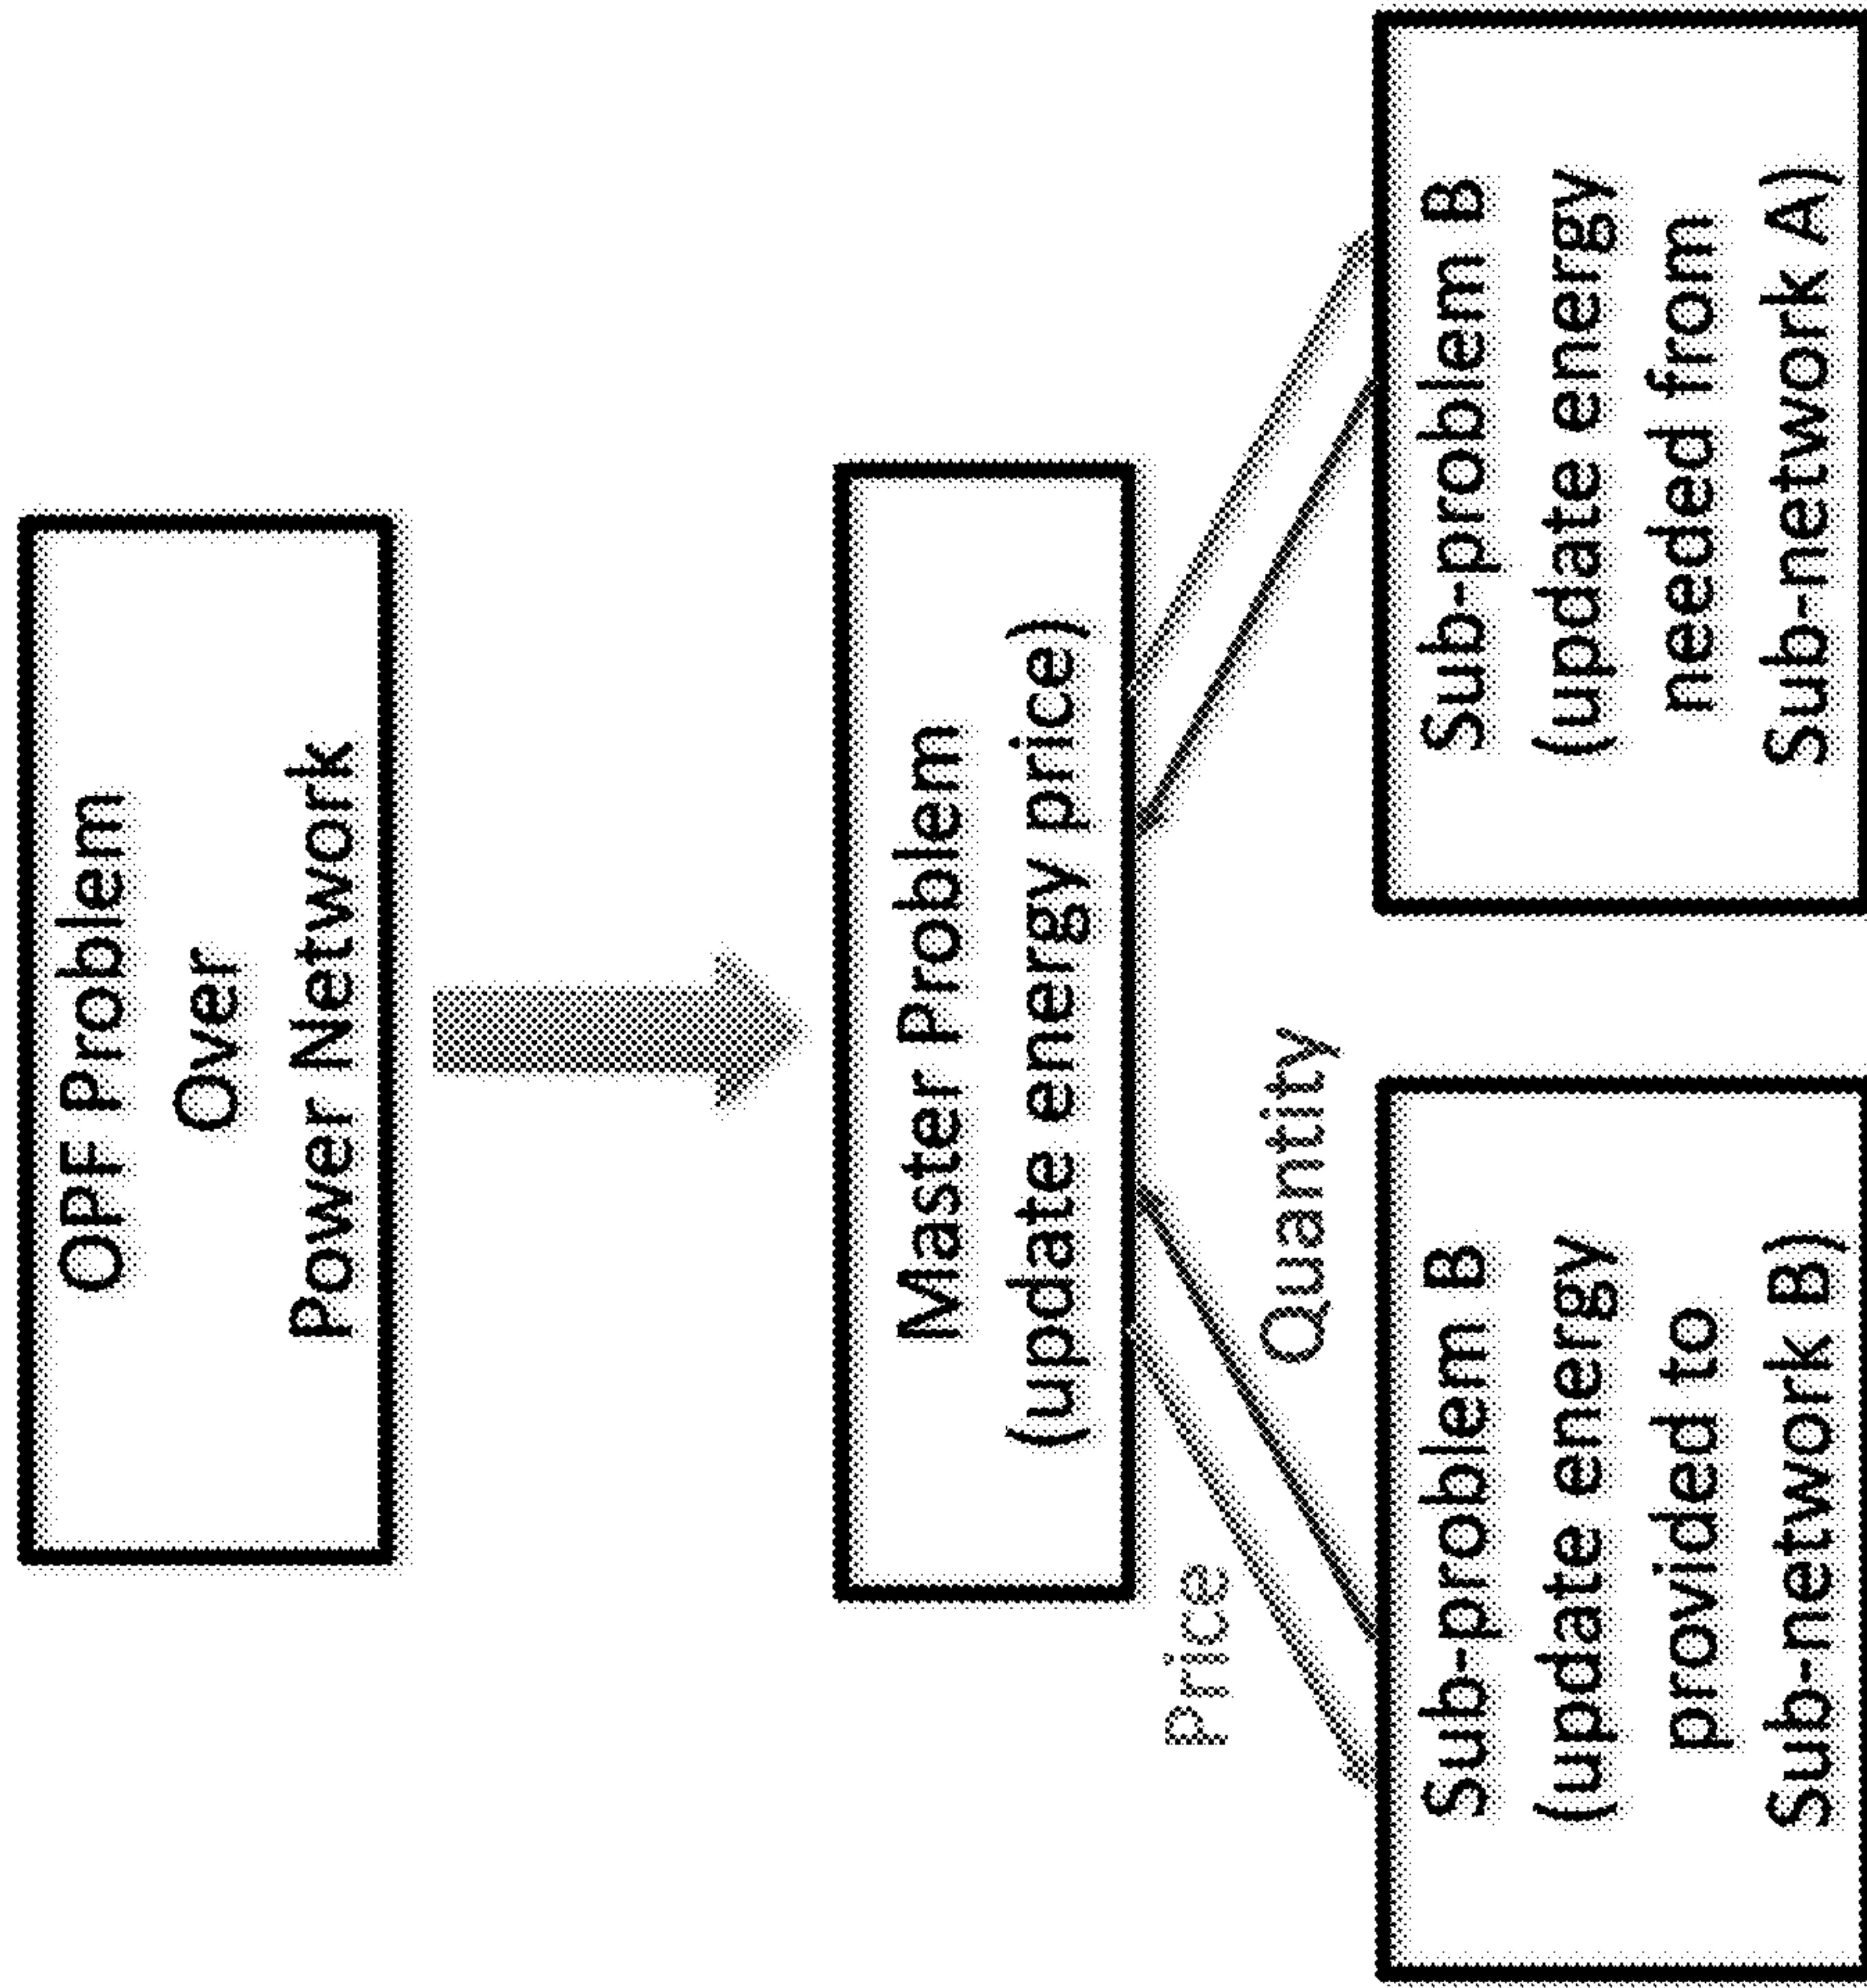 OPF Problem
Over
Power Network
Master Problem
(update energy price)
Price
Quantity
Sub-problem B
(update energy
provided to
Sub-network B)
Sub-problem B
(update energy
needed from
Sub-network A)